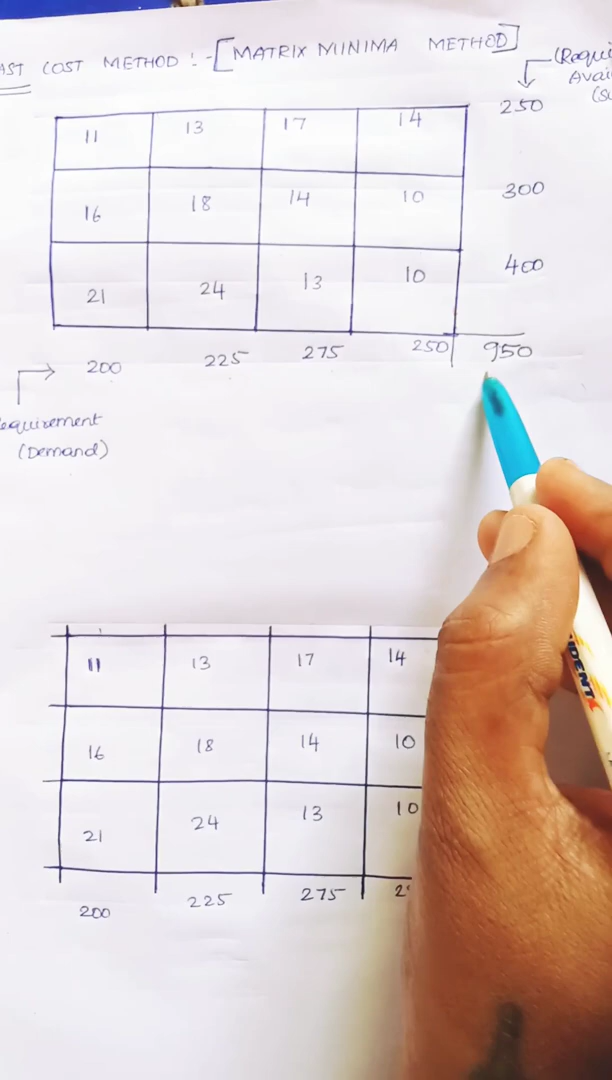 COST METHOD :- [MATRIX MINIMA METHOD]
11 13 17 14 250
16 18 14 10 300
21 24 13 10 400
200 225 275 250 950
(Demand)
11 13 17 14
16 18 14 10
21 24 13 10
200 225 275